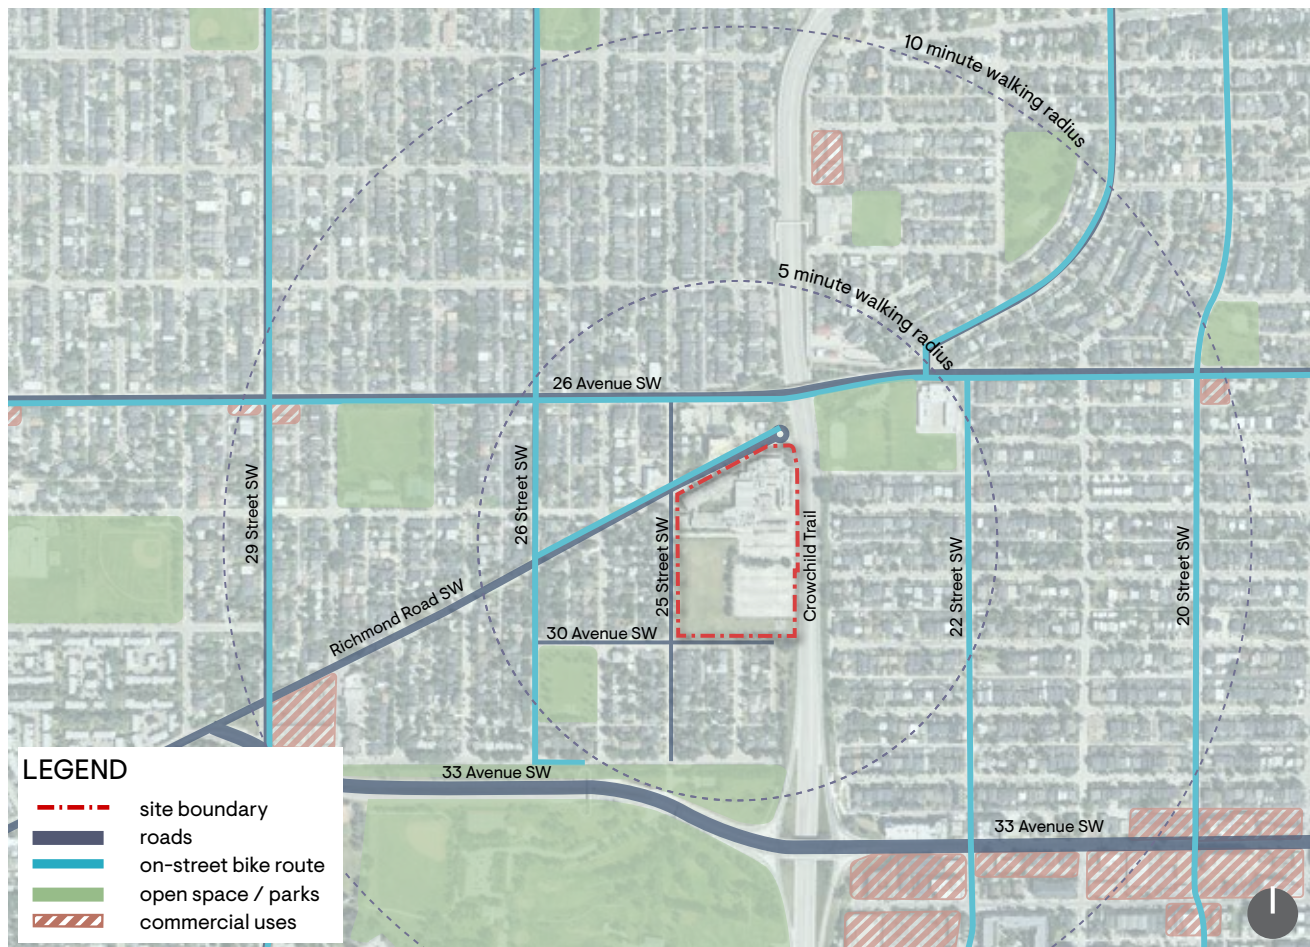 10 minute walking radius
5 minute walking radius
26 Avenue SW
29 Street SW
26 Street SW
25 Street SW
Crowchild Trail
22 Street SW
20 Street SW
Richmond Road SW
30 Avenue SW
33 Avenue SW
33 Avenue SW
LEGEND
site boundary
roads
on-street bike route
open space / parks
commercial uses